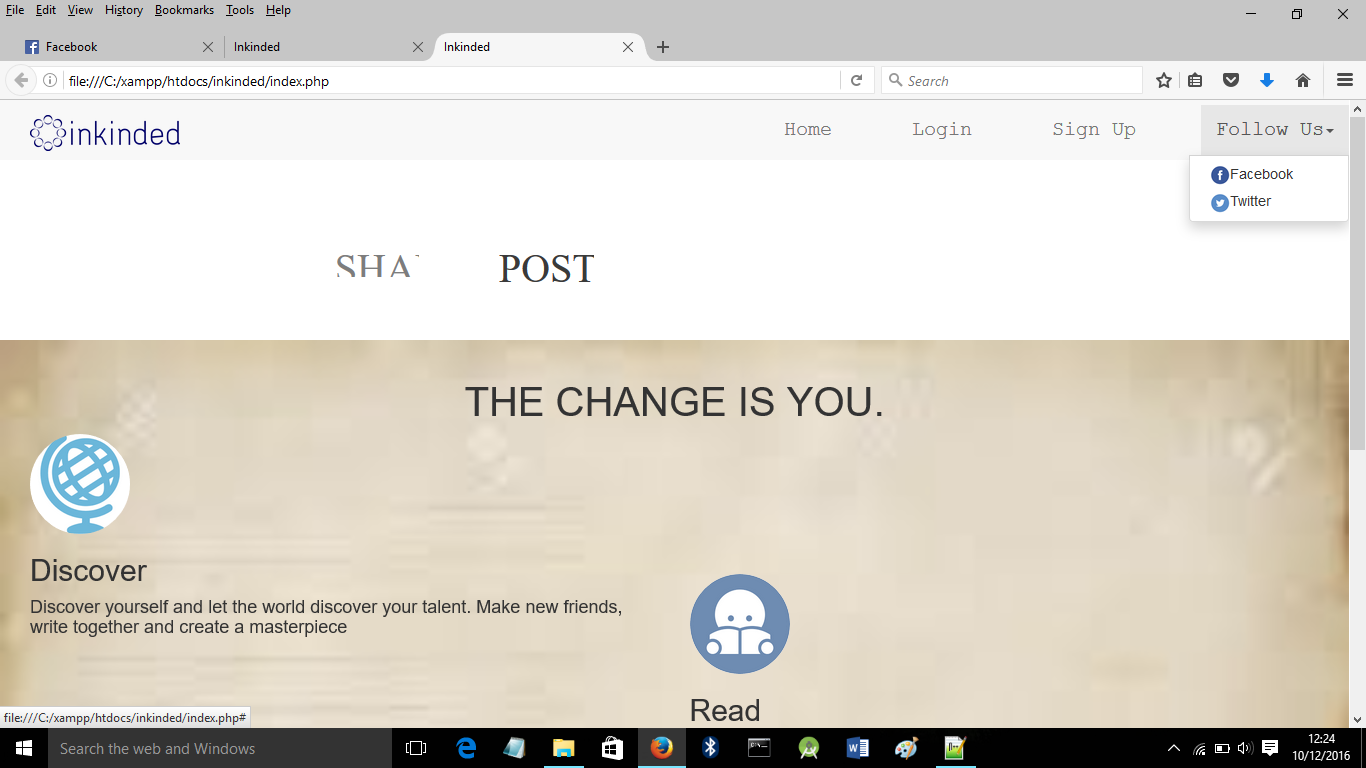 File Edit View History Bookmarks Tools Help
Facebook Inkinded Inkinded
file:///C:/xampp/htdocs/inkinded/index.php Search
inkinded Home Login Sign Up Follow Us
Facebook
Twitter
POST
THE CHANGE IS YOU.
Discover
Discover yourself and let the world discover your talent. Make new friends,
write together and create a masterpiece
Read
file:///C:/xampp/htdocs/inkinded/index.php#
Search the web and Windows
12:24
10/12/2016